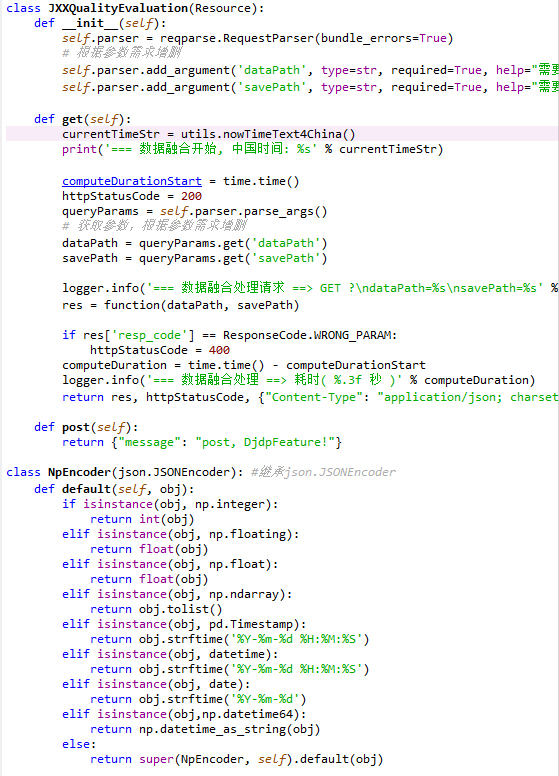 class JXXQualityEvaluation(Resource):
    def __init__(self):
        self.parser = reqparse.RequestParser(bundle_errors=True)
        # 根据参数需求增删
        self.parser.add_argument('dataPath', type=str, required=True, help="需要
        self.parser.add_argument('savePath', type=str, required=True, help="需要
    def get(self):
        currentTimeStr = utils.nowTimeText4China()
        print('=== 数据融合开始, 中国时间: %s' % currentTimeStr)
        computeDurationStart = time.time()
        httpStatusCode = 200
        queryParams = self.parser.parse_args()
        # 获取参数, 根据参数需求增删
        dataPath = queryParams.get('dataPath')
        savePath = queryParams.get('savePath')
        logger.info('=== 数据融合处理请求 ==> GET ?\ndataPath=%s\nsavePath=%s' %
        res = function(dataPath, savePath)
        if res['resp_code'] == ResponseCode.WRONG_PARAM:
            httpStatusCode = 400
        computeDuration = time.time() - computeDurationStart
        logger.info('=== 数据融合处理 ==> 耗时( %.3f 秒 )' % computeDuration)
        return res, httpStatusCode, {"Content-Type": "application/json; charset
    def post(self):
        return {"message": "post, DjdpFeature!"}
class NpEncoder(json.JSONEncoder): #继承json.JSONEncoder
    def default(self, obj):
        if isinstance(obj, np.integer):
            return int(obj)
        elif isinstance(obj, np.floating):
            return float(obj)
        elif isinstance(obj, np.float):
            return float(obj)
        elif isinstance(obj, np.ndarray):
            return obj.tolist()
        elif isinstance(obj, pd.Timestamp):
            return obj.strftime('%Y-%m-%d %H:%M:%S')
        elif isinstance(obj, datetime):
            return obj.strftime('%Y-%m-%d %H:%M:%S')
        elif isinstance(obj, date):
            return obj.strftime('%Y-%m-%d')
        elif isinstance(obj,np.datetime64):
            return np.datetime_as_string(obj)
        else:
            return super(NpEncoder, self).default(obj)